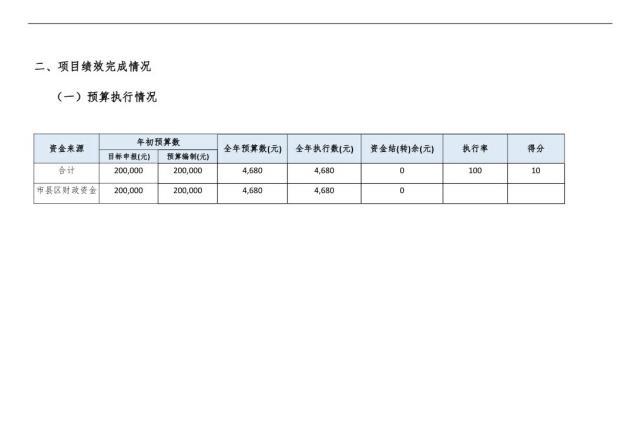 二、项目绩效完成情况
（一）预算执行情况
资金来源 年初预算数 全年预算数(元) 全年执行数(元) 资金结(转)余(元) 执行率 得分
目标申报(元) 预算编制(元)
合计 200,000 200,000 4,680 4,680 0 100 10
市县区财政资金 200,000 200,000 4,680 4,680 0